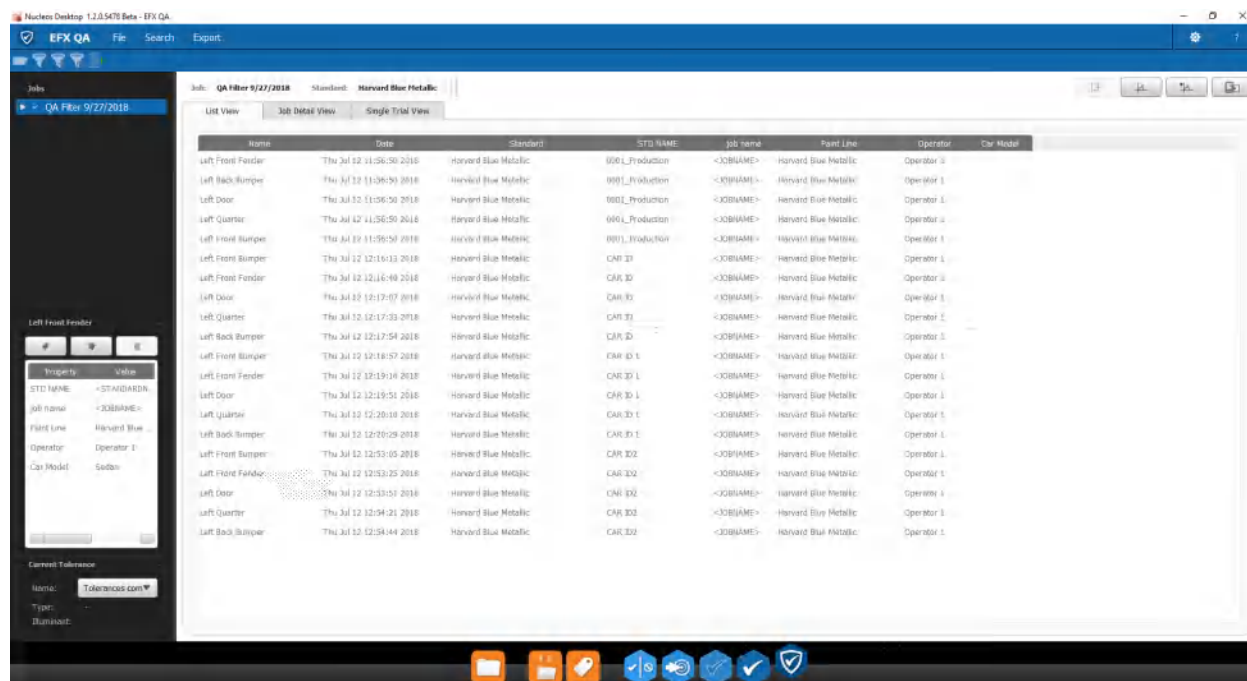 Nucleos Desktop 1.2.0.5478 Beta - EFX QA.
EFX QA File Search Export
Jobs
QA Filter 9/27/2018
Job: QA Filter 9/27/2018 Standard: Harvard Blue Metallic
List View Job Detail View Single Trial View
Name Date Standard STD NAME job name Paint Line Operator Car Model
Left Front Fender Thu Jul 12 11:56:50 2018 Harvard Blue Metallic 0001_Production <JOBNAME> Harvard Blue Metallic Operator 1
Left Back Bumper Thu Jul 12 11:56:50 2018 Harvard Blue Metallic 0001_Production <JOBNAME> Harvard Blue Metallic Operator 1
Left Door Thu Jul 12 11:56:50 2018 Harvard Blue Metallic 0001_Production <JOBNAME> Harvard Blue Metallic Operator 1
Left Quarter Thu Jul 12 11:56:50 2018 Harvard Blue Metallic 0001_Production <JOBNAME> Harvard Blue Metallic Operator 1
Left Front Bumper Thu Jul 12 11:56:50 2018 Harvard Blue Metallic 0001_Production <JOBNAME> Harvard Blue Metallic Operator 1
Left Front Bumper Thu Jul 12 12:16:13 2018 Harvard Blue Metallic CAR ID <JOBNAME> Harvard Blue Metallic Operator 1
Left Front Fender Thu Jul 12 12:16:48 2018 Harvard Blue Metallic CAR ID <JOBNAME> Harvard Blue Metallic Operator 1
Left Door Thu Jul 12 12:17:07 2018 Harvard Blue Metallic CAR ID <JOBNAME> Harvard Blue Metallic Operator 1
Left Quarter Thu Jul 12 12:17:33 2018 Harvard Blue Metallic CAR ID <JOBNAME> Harvard Blue Metallic Operator 1
Left Back Bumper Thu Jul 12 12:17:54 2018 Harvard Blue Metallic CAR ID <JOBNAME> Harvard Blue Metallic Operator 1
Left Front Bumper Thu Jul 12 12:18:57 2018 Harvard Blue Metallic CAR ID 1 <JOBNAME> Harvard Blue Metallic Operator 1
Left Front Fender Thu Jul 12 12:19:14 2018 Harvard Blue Metallic CAR ID 1 <JOBNAME> Harvard Blue Metallic Operator 1
Left Door Thu Jul 12 12:19:51 2018 Harvard Blue Metallic CAR ID 1 <JOBNAME> Harvard Blue Metallic Operator 1
Left Quarter Thu Jul 12 12:20:10 2018 Harvard Blue Metallic CAR ID 1 <JOBNAME> Harvard Blue Metallic Operator 1
Left Back Bumper Thu Jul 12 12:20:29 2018 Harvard Blue Metallic CAR ID 1 <JOBNAME> Harvard Blue Metallic Operator 1
Left Front Bumper Thu Jul 12 12:53:05 2018 Harvard Blue Metallic CAR ID2 <JOBNAME> Harvard Blue Metallic Operator 1
Left Front Fender Thu Jul 12 12:53:25 2018 Harvard Blue Metallic CAR ID2 <JOBNAME> Harvard Blue Metallic Operator 1
Left Door Thu Jul 12 12:53:51 2018 Harvard Blue Metallic CAR ID2 <JOBNAME> Harvard Blue Metallic Operator 1
Left Quarter Thu Jul 12 12:54:21 2018 Harvard Blue Metallic CAR ID2 <JOBNAME> Harvard Blue Metallic Operator 1
Left Back Bumper Thu Jul 12 12:54:44 2018 Harvard Blue Metallic CAR ID2 <JOBNAME> Harvard Blue Metallic Operator 1
Left Front Fender
Property Value
STD NAME <STANDARDN
job name <JOBNAME>
Paint Line Harvard Blue ...
Operator Operator 1
Car Model Sedan
Current Tolerance
Name: Tolerances com
Type: -
Illuminant: